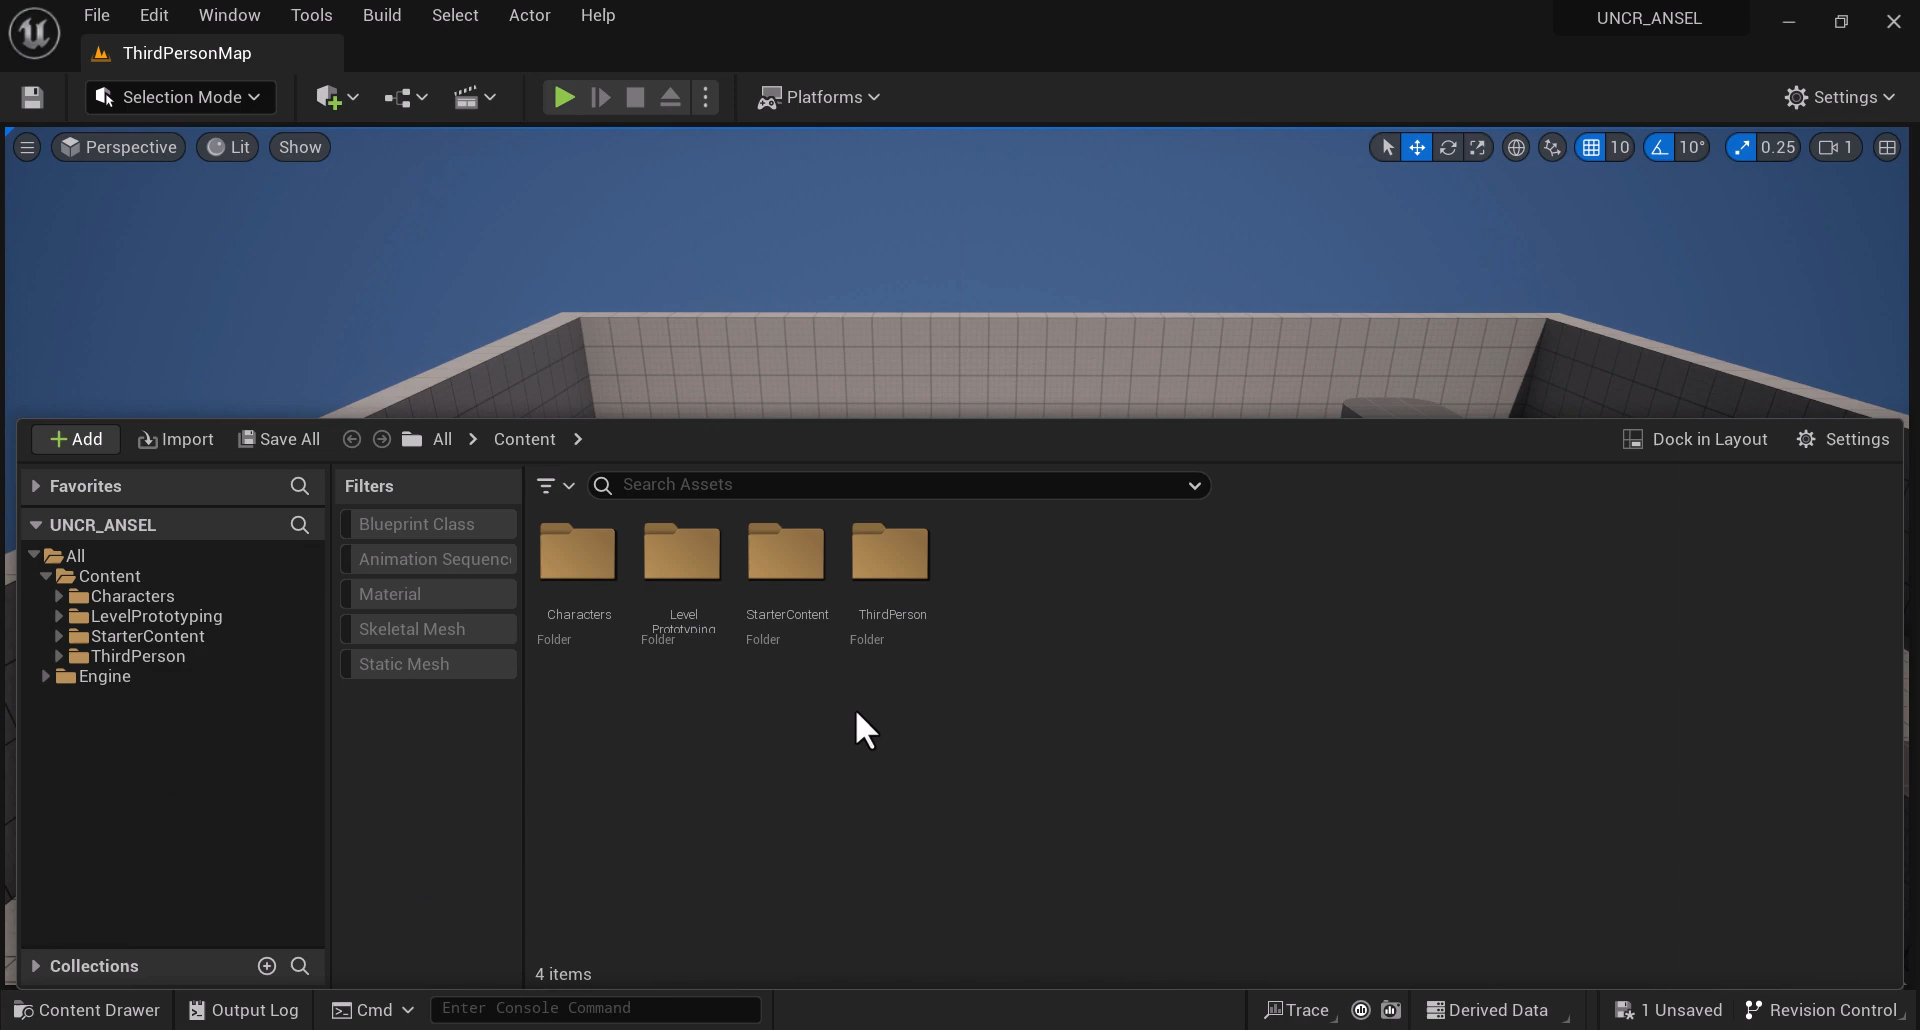 File Edit Window Tools Build Select Actor Help
UNCR_ANSEL
ThirdPersonMap
Selection Mode
Platforms
Settings
Perspective Lit Show
10 10° 0.25 1
Add Import Save All All Content
Dock in Layout Settings
Favorites
UNCR_ANSEL
All
Content
Characters
LevelPrototyping
StarterContent
ThirdPerson
Engine
Collections
Filters
Blueprint Class
Animation Sequenc
Material
Skeletal Mesh
Static Mesh
Search Assets
Characters
Folder
Level
Prototyping
Folder
StarterContent
Folder
ThirdPerson
Folder
4 items
Content Drawer Output Log Cmd Enter Console Command
Trace Derived Data 1 Unsaved Revision Control